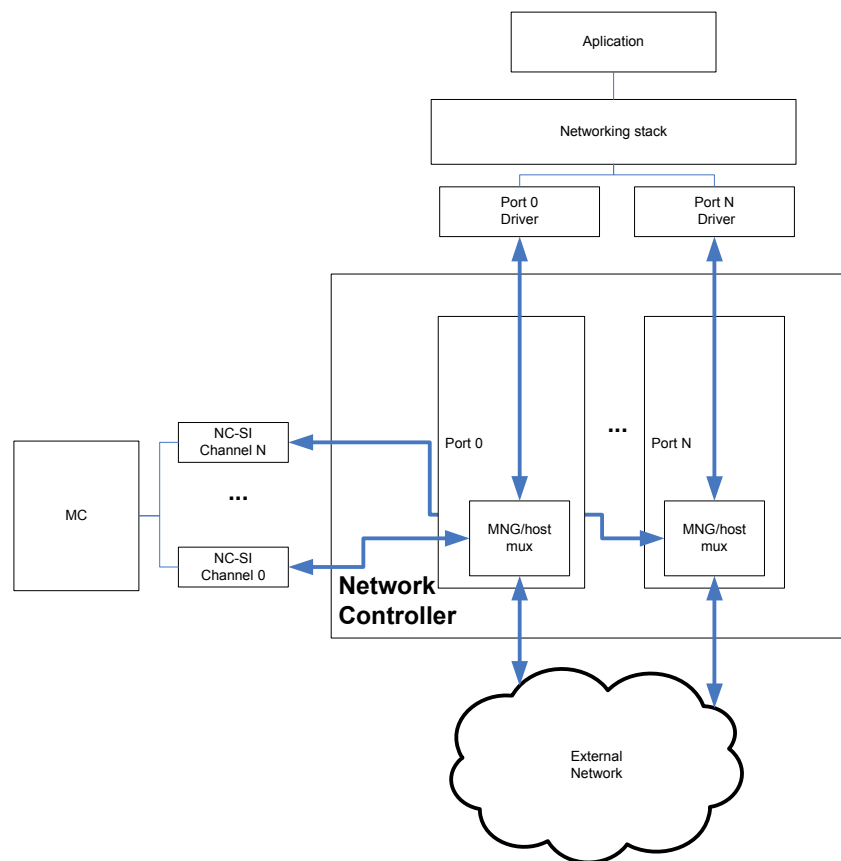 Aplication
Networking stack
Port 0
Driver
Port N
Driver
NC-SI
Channel N
...
NC-SI
Channel 0
MC
Port 0
...
Port N
MNG/host
mux
MNG/host
mux
Network
Controller
External
Network